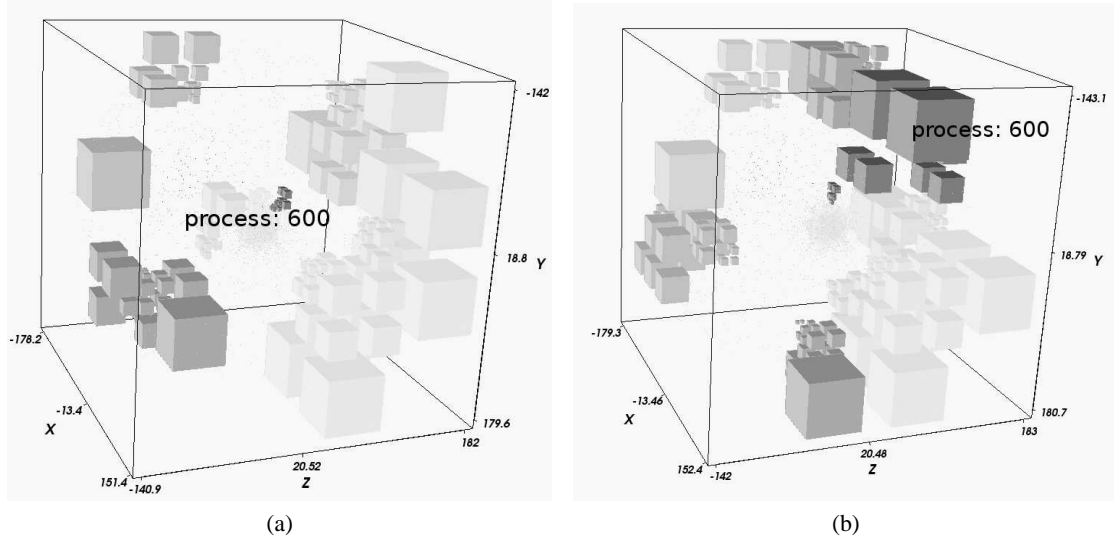 -142
process: 600
18.8
Y
-178.2
-13.4
X
179.6
182
20.52
Z
151.4
-140.9
(a)
-143.1
process: 600
18.79
Y
-179.3
-13.46
X
180.7
183
20.48
Z
152.4
-142
(b)